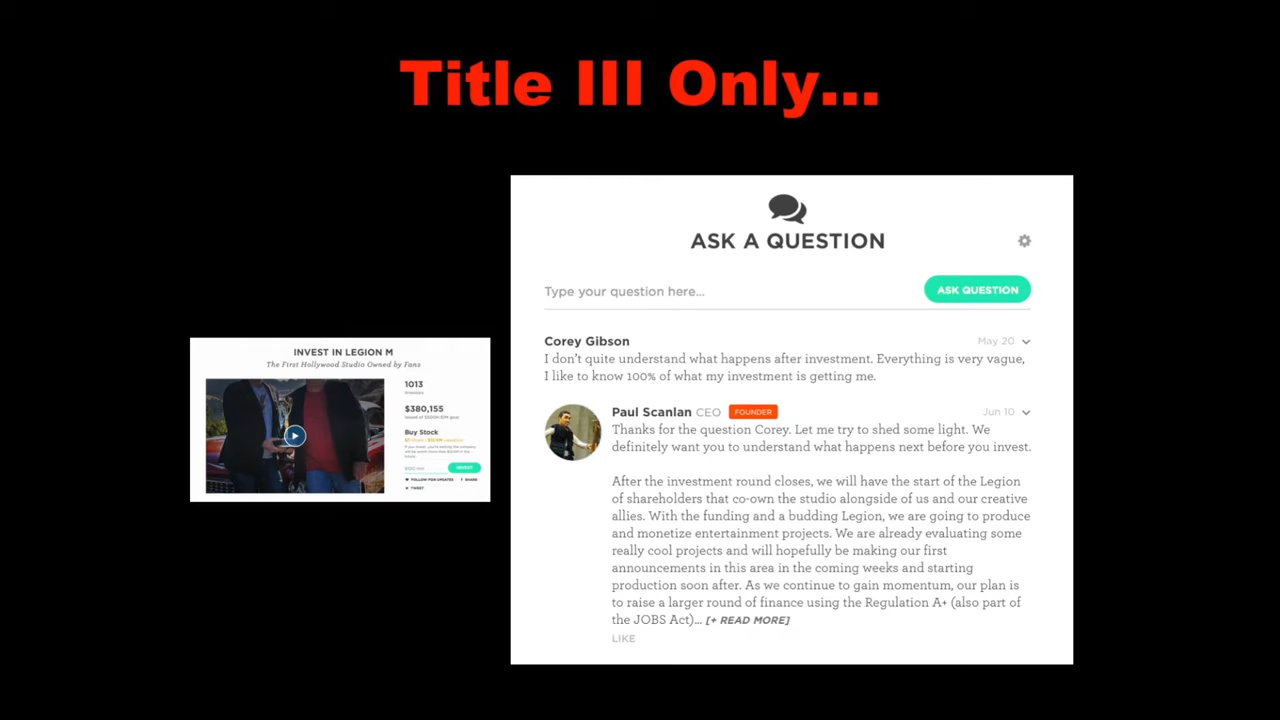 Title III Only...
INVEST IN LEGION M
The First Hollywood Studio Owned by Fans
1013
$380,155
Buy Stock
INVEST
FOLLOW FOR UPDATES
SHARE
TWEET
ASK A QUESTION
Type your question here...
ASK QUESTION
Corey Gibson
May 20
I don't quite understand what happens after investment. Everything is very vague,
I like to know 100% of what my investment is getting me.
Paul Scanlan CEO FOUNDER
Jun 10
Thanks for the question Corey. Let me try to shed some light. We
definitely want you to understand what happens next before you invest.
After the investment round closes, we will have the start of the Legion
of shareholders that co-own the studio alongside of us and our creative
allies. With the funding and a budding Legion, we are going to produce
and monetize entertainment projects. We are already evaluating some
really cool projects and will hopefully be making our first
announcements in this area in the coming weeks and starting
production soon after. As we continue to gain momentum, our plan is
to raise a larger round of finance using the Regulation A+ (also part of
the JOBS Act)... [+ READ MORE]
LIKE